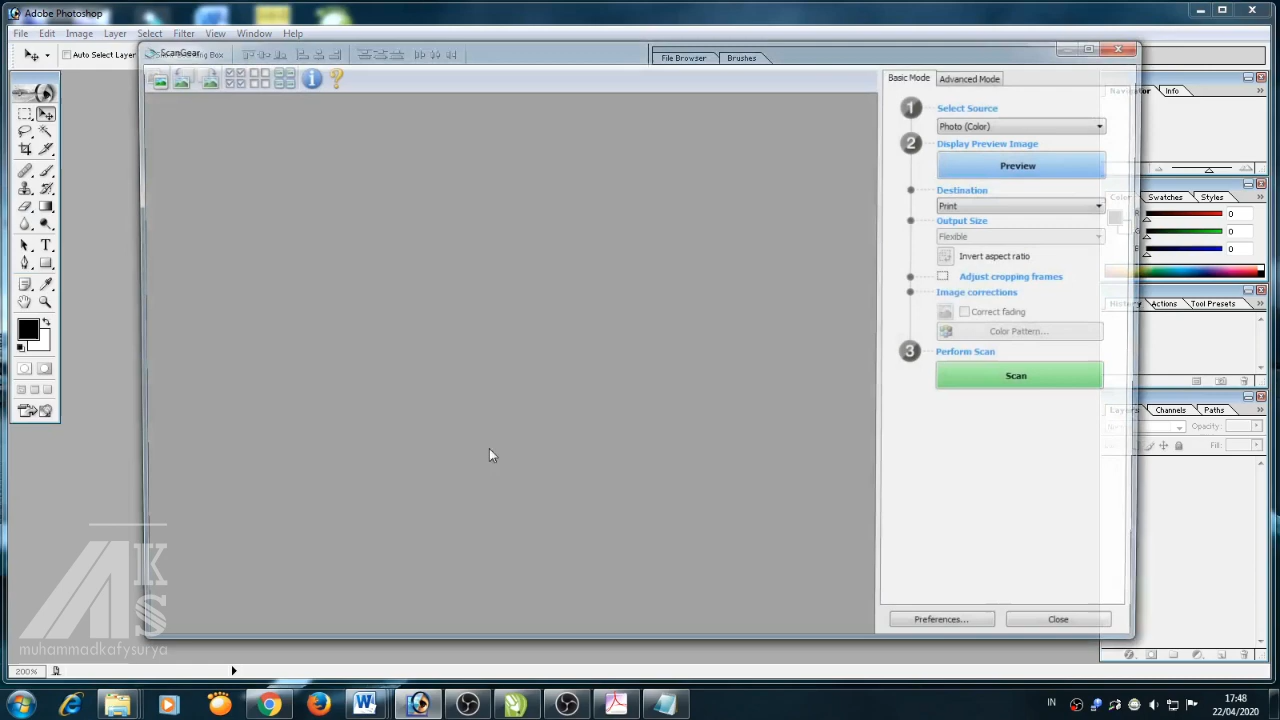 Adobe Photoshop
File Edit Image Layer Select Filter View Window Help
Auto Select Layer
ScanGear
File Browser Brushes
Basic Mode Advanced Mode
Navigator Info
1 Select Source
Photo (Color)
2 Display Preview Image
Preview
Destination
Print
Output Size
Flexible
Invert aspect ratio
Adjust cropping frames
Image corrections
Correct fading
Color Pattern...
3 Perform Scan
Scan
Preferences... Close
Color Swatches Styles
0
0
B 0
History Actions Tool Presets
Layers Channels Paths
Opacity:
Fill:
AKS
muhammadkafysurya
200%
IN
17:48
22/04/2020